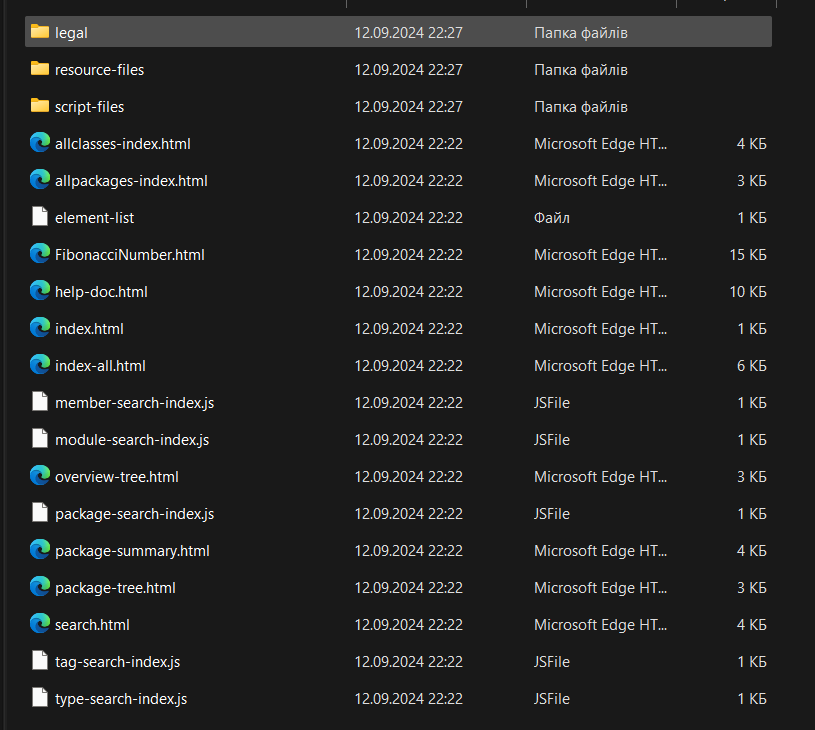 legal 12.09.2024 22:27 Папка файлів
resource-files 12.09.2024 22:27 Папка файлів
script-files 12.09.2024 22:27 Папка файлів
allclasses-index.html 12.09.2024 22:22 Microsoft Edge HT... 4 КБ
allpackages-index.html 12.09.2024 22:22 Microsoft Edge HT... 3 КБ
element-list 12.09.2024 22:22 Файл 1 КБ
FibonacciNumber.html 12.09.2024 22:22 Microsoft Edge HT... 15 КБ
help-doc.html 12.09.2024 22:22 Microsoft Edge HT... 10 КБ
index.html 12.09.2024 22:22 Microsoft Edge HT... 1 КБ
index-all.html 12.09.2024 22:22 Microsoft Edge HT... 6 КБ
member-search-index.js 12.09.2024 22:22 JSFile 1 КБ
module-search-index.js 12.09.2024 22:22 JSFile 1 КБ
overview-tree.html 12.09.2024 22:22 Microsoft Edge HT... 3 КБ
package-search-index.js 12.09.2024 22:22 JSFile 1 КБ
package-summary.html 12.09.2024 22:22 Microsoft Edge HT... 4 КБ
package-tree.html 12.09.2024 22:22 Microsoft Edge HT... 3 КБ
search.html 12.09.2024 22:22 Microsoft Edge HT... 4 КБ
tag-search-index.js 12.09.2024 22:22 JSFile 1 КБ
type-search-index.js 12.09.2024 22:22 JSFile 1 КБ